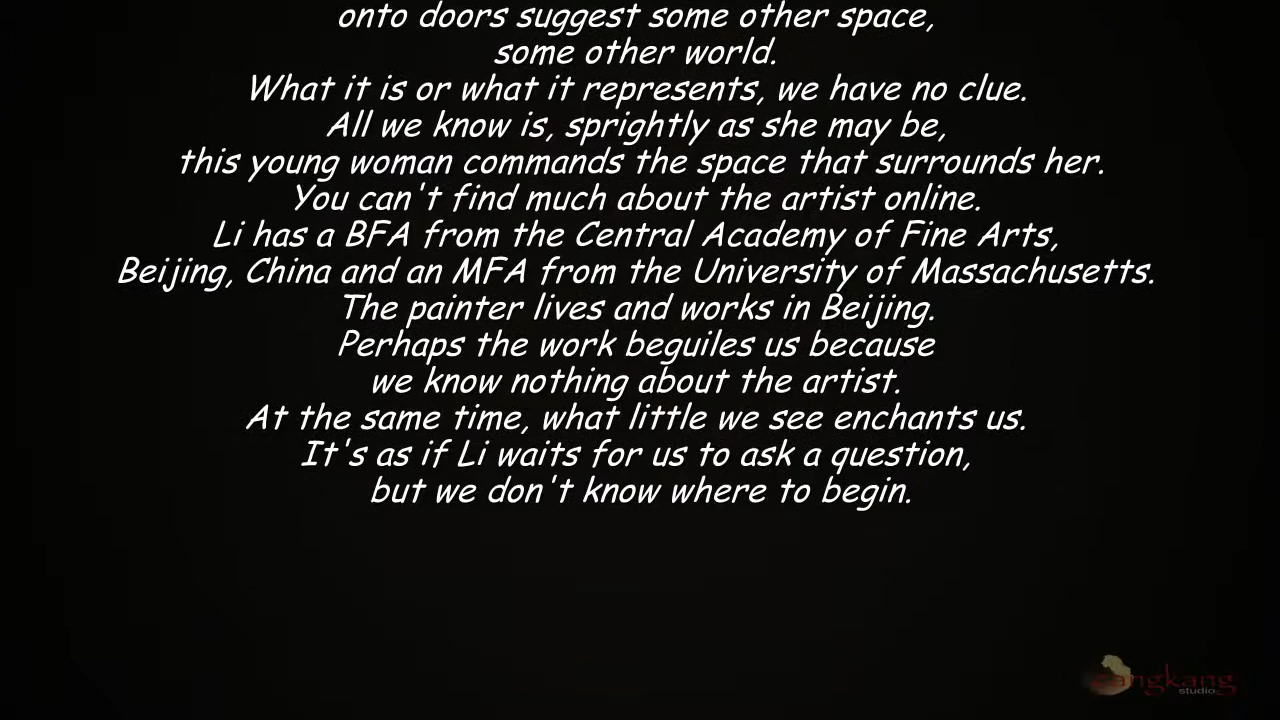 onto doors suggest some other space,
some other world.
What it is or what it represents, we have no clue.
All we know is, sprightly as she may be,
this young woman commands the space that surrounds her.
You can't find much about the artist online.
Li has a BFA from the Central Academy of Fine Arts,
Beijing, China and an MFA from the University of Massachusetts.
The painter lives and works in Beijing.
Perhaps the work beguiles us because
we know nothing about the artist.
At the same time, what little we see enchants us.
It's as if Li waits for us to ask a question,
but we don't know where to begin.
studio